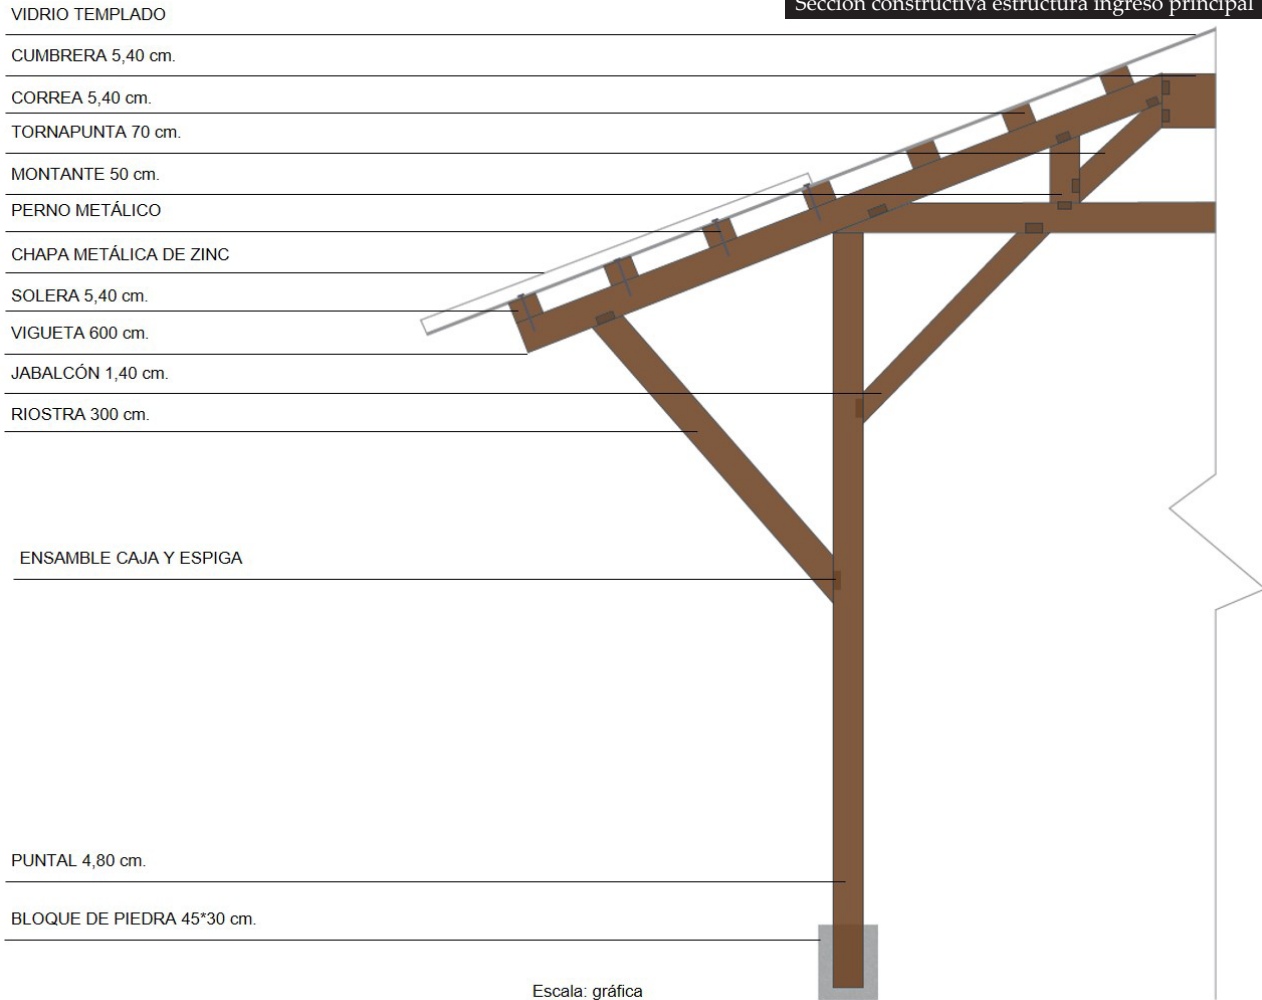 Sección constructiva estructura ingreso principal
VIDRIO TEMPLADO
CUMBRERA 5,40 cm.
CORREA 5,40 cm.
TORNAPUNTA 70 cm.
MONTANTE 50 cm.
PERNO METÁLICO
CHAPA METÁLICA DE ZINC
SOLERA 5,40 cm.
VIGUETA 600 cm.
JABALCÓN 1,40 cm.
RIOSTRA 300 cm.
ENSAMBLE CAJA Y ESPIGA
PUNTAL 4,80 cm.
BLOQUE DE PIEDRA 45*30 cm.
Escala: gráfica